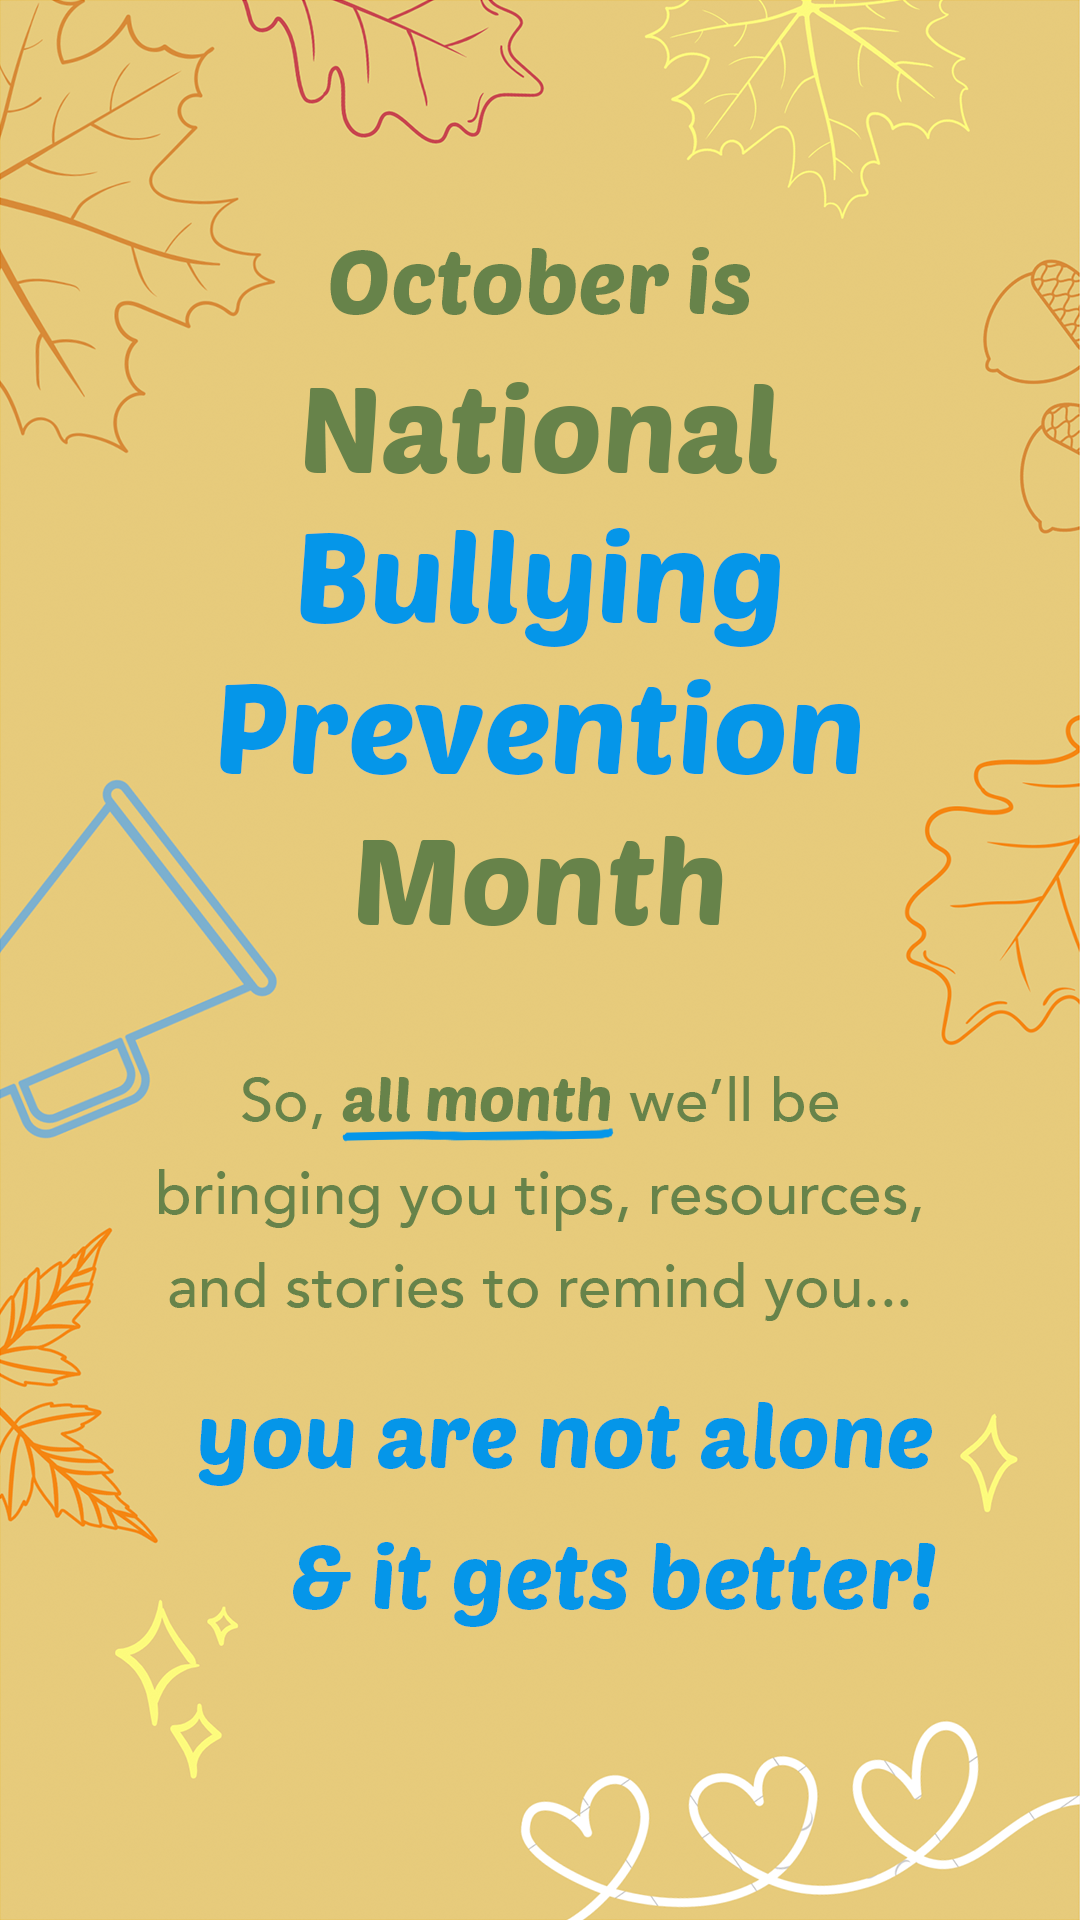 October is
National
Bullying
Prevention
Month
So, all month we’ll be
bringing you tips, resources,
and stories to remind you...
you are not alone
& it gets better!